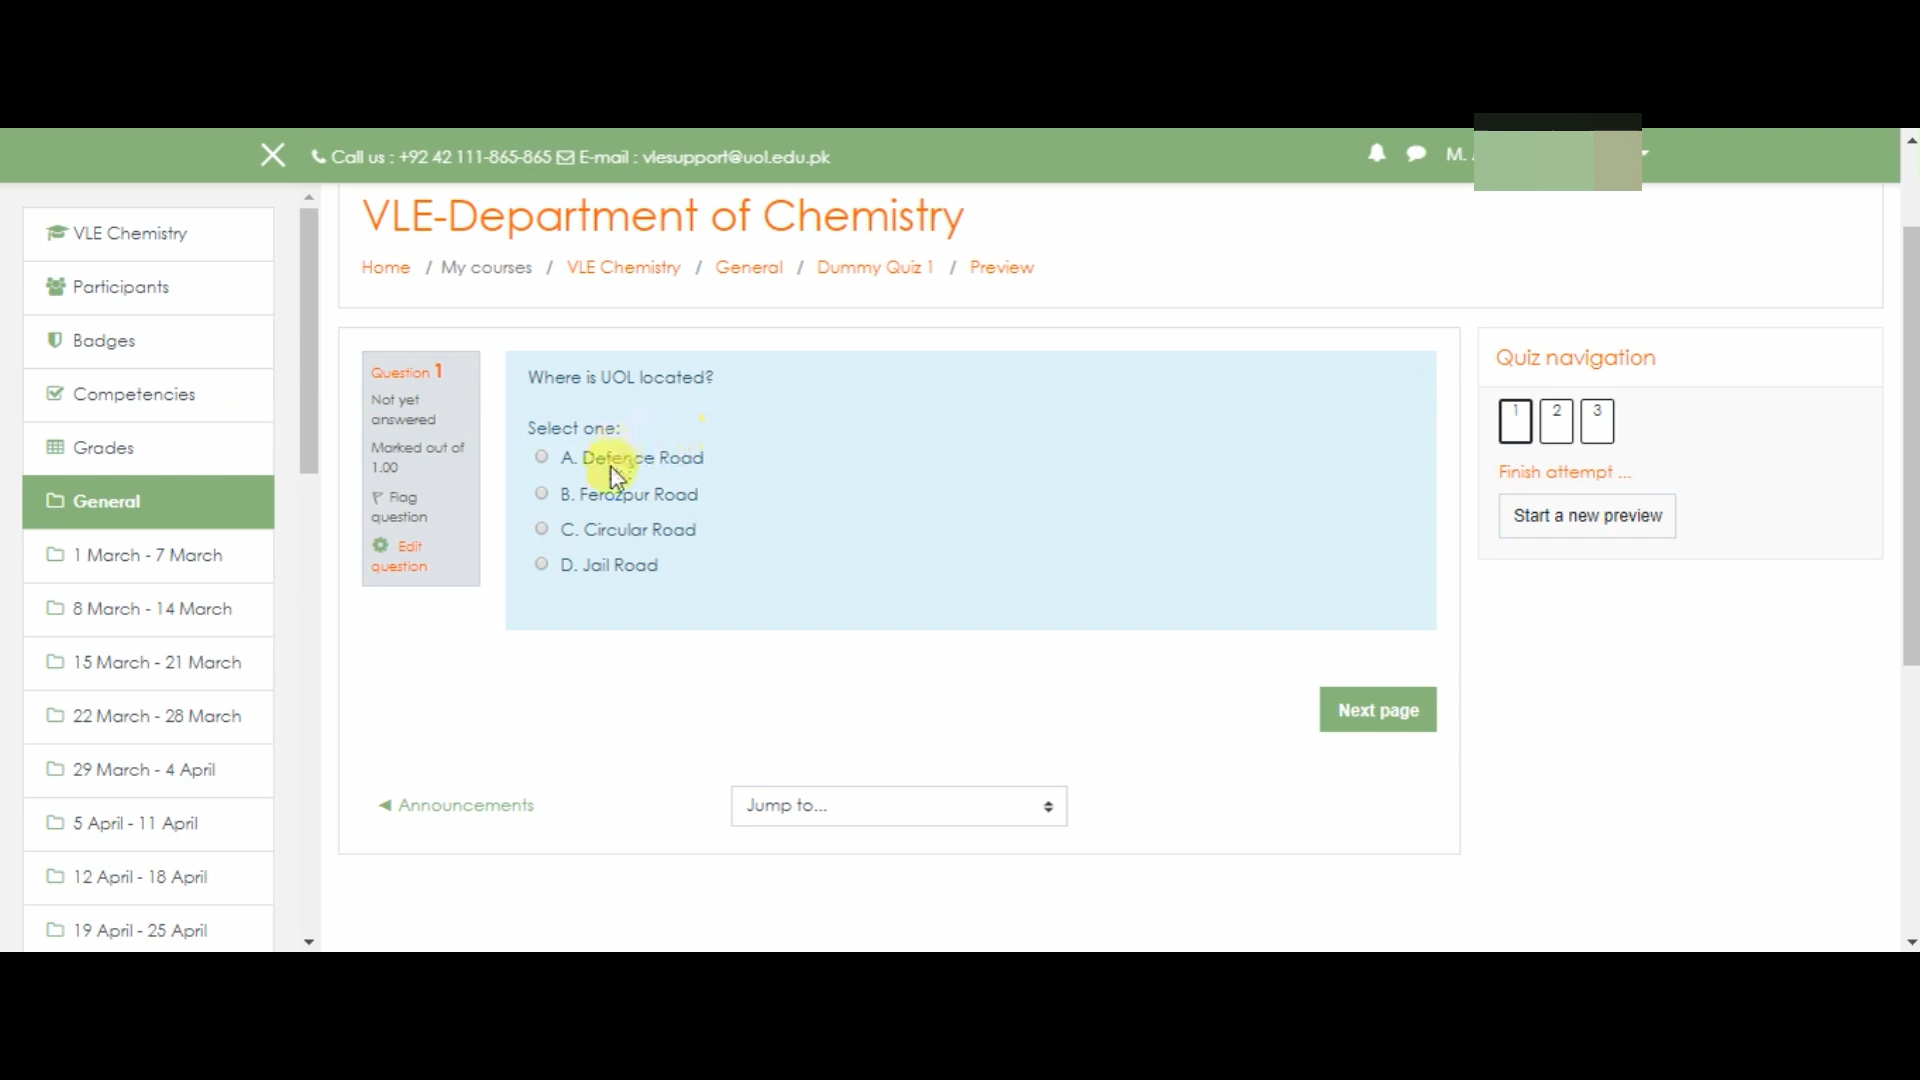 Call us : +92 42 111-865-865 E-mail : vlesupport@uol.edu.pk
M.
VLE-Department of Chemistry
Home / My courses / VLE Chemistry / General / Dummy Quiz 1 / Preview
VLE Chemistry
Participants
Badges
Competencies
Grades
General
1 March - 7 March
8 March - 14 March
15 March - 21 March
22 March - 28 March
29 March - 4 April
5 April - 11 April
12 April - 18 April
19 April - 25 April
Question 1
Not yet
answered
Marked out of
1.00
Flag
question
Edit
question
Where is UOL located?
Select one:
A. Defence Road
B. Ferozpur Road
C. Circular Road
D. Jail Road
Next page
◄ Announcements
Jump to...
Quiz navigation
1 2 3
Finish attempt ...
Start a new preview